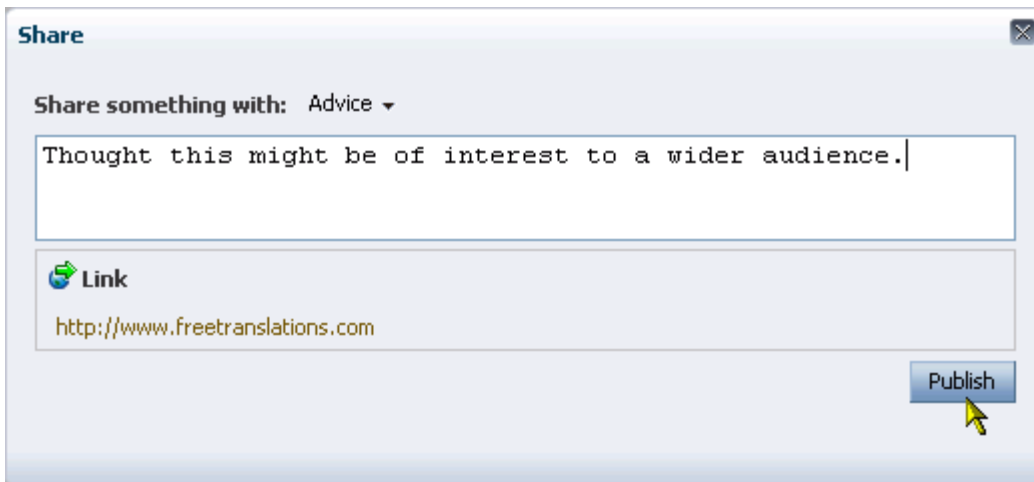 Share
Share something with: Advice
Thought this might be of interest to a wider audience.
Link
http://www.freetranslations.com
Publish